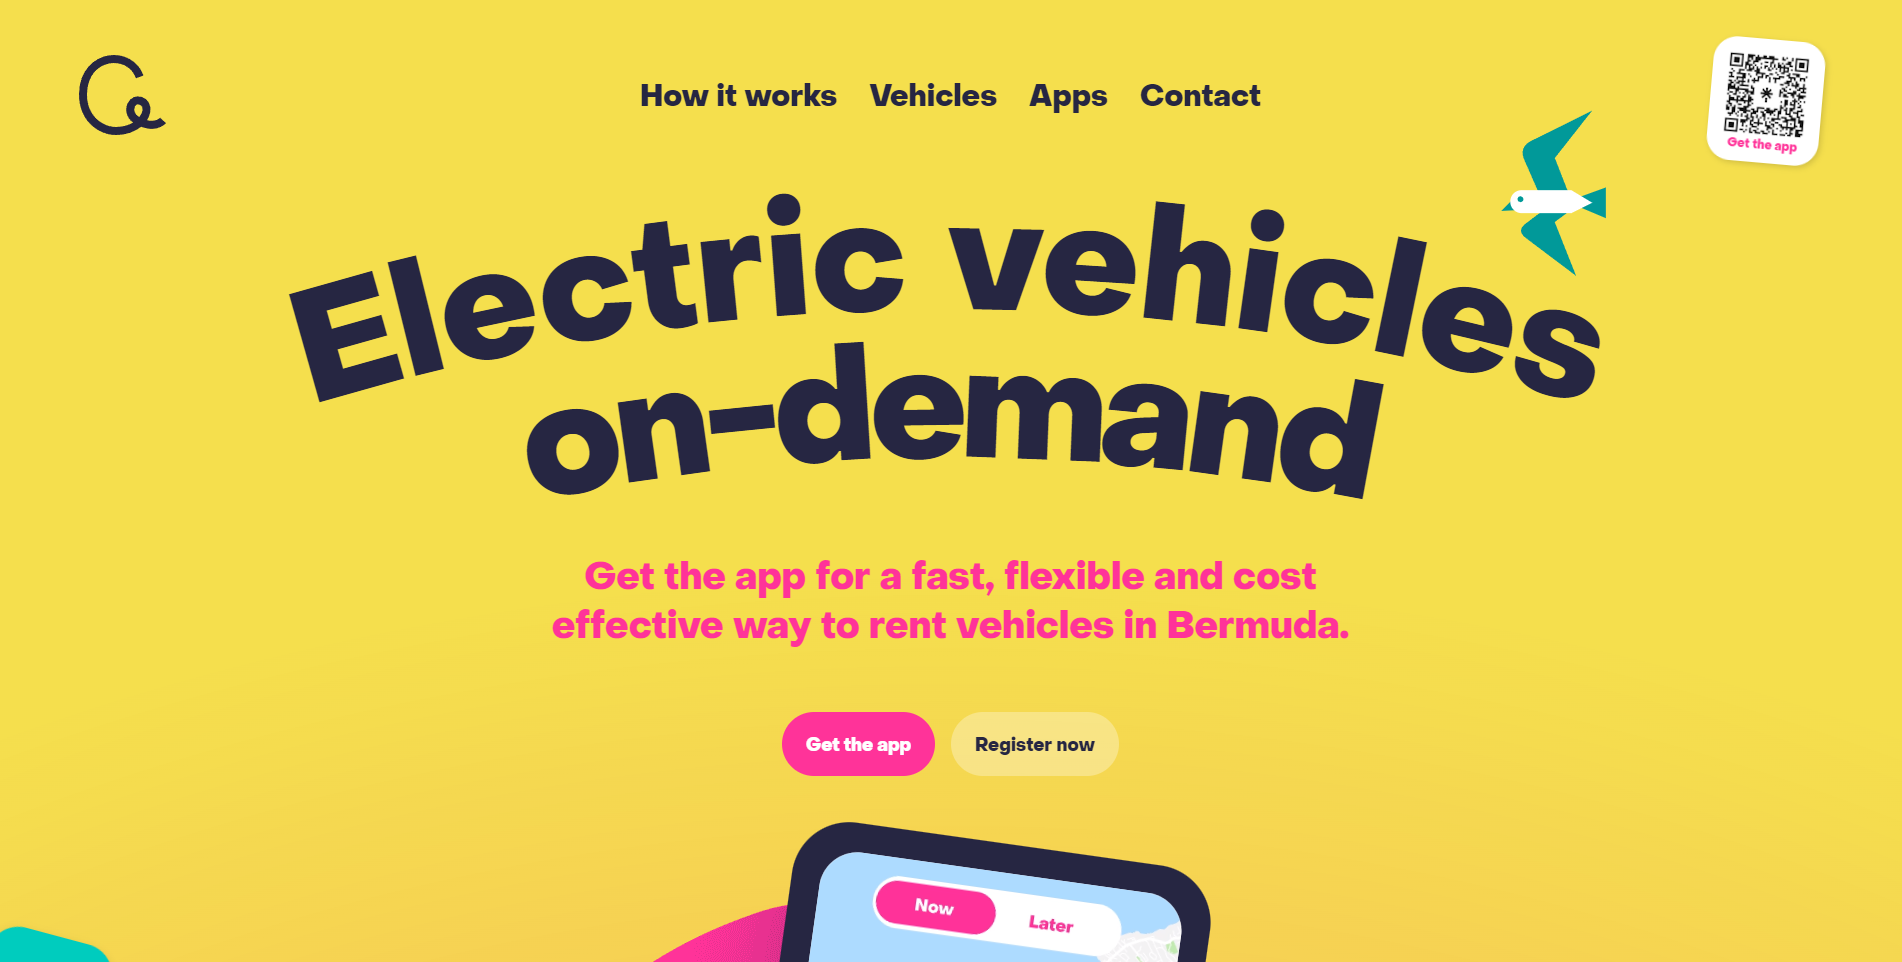 How it works
Vehicles
Apps
Contact
Get the app
Electric vehicles
on-demand
Get the app for a fast, flexible and cost
effective way to rent vehicles in Bermuda.
Get the app
Register now
Now
Later